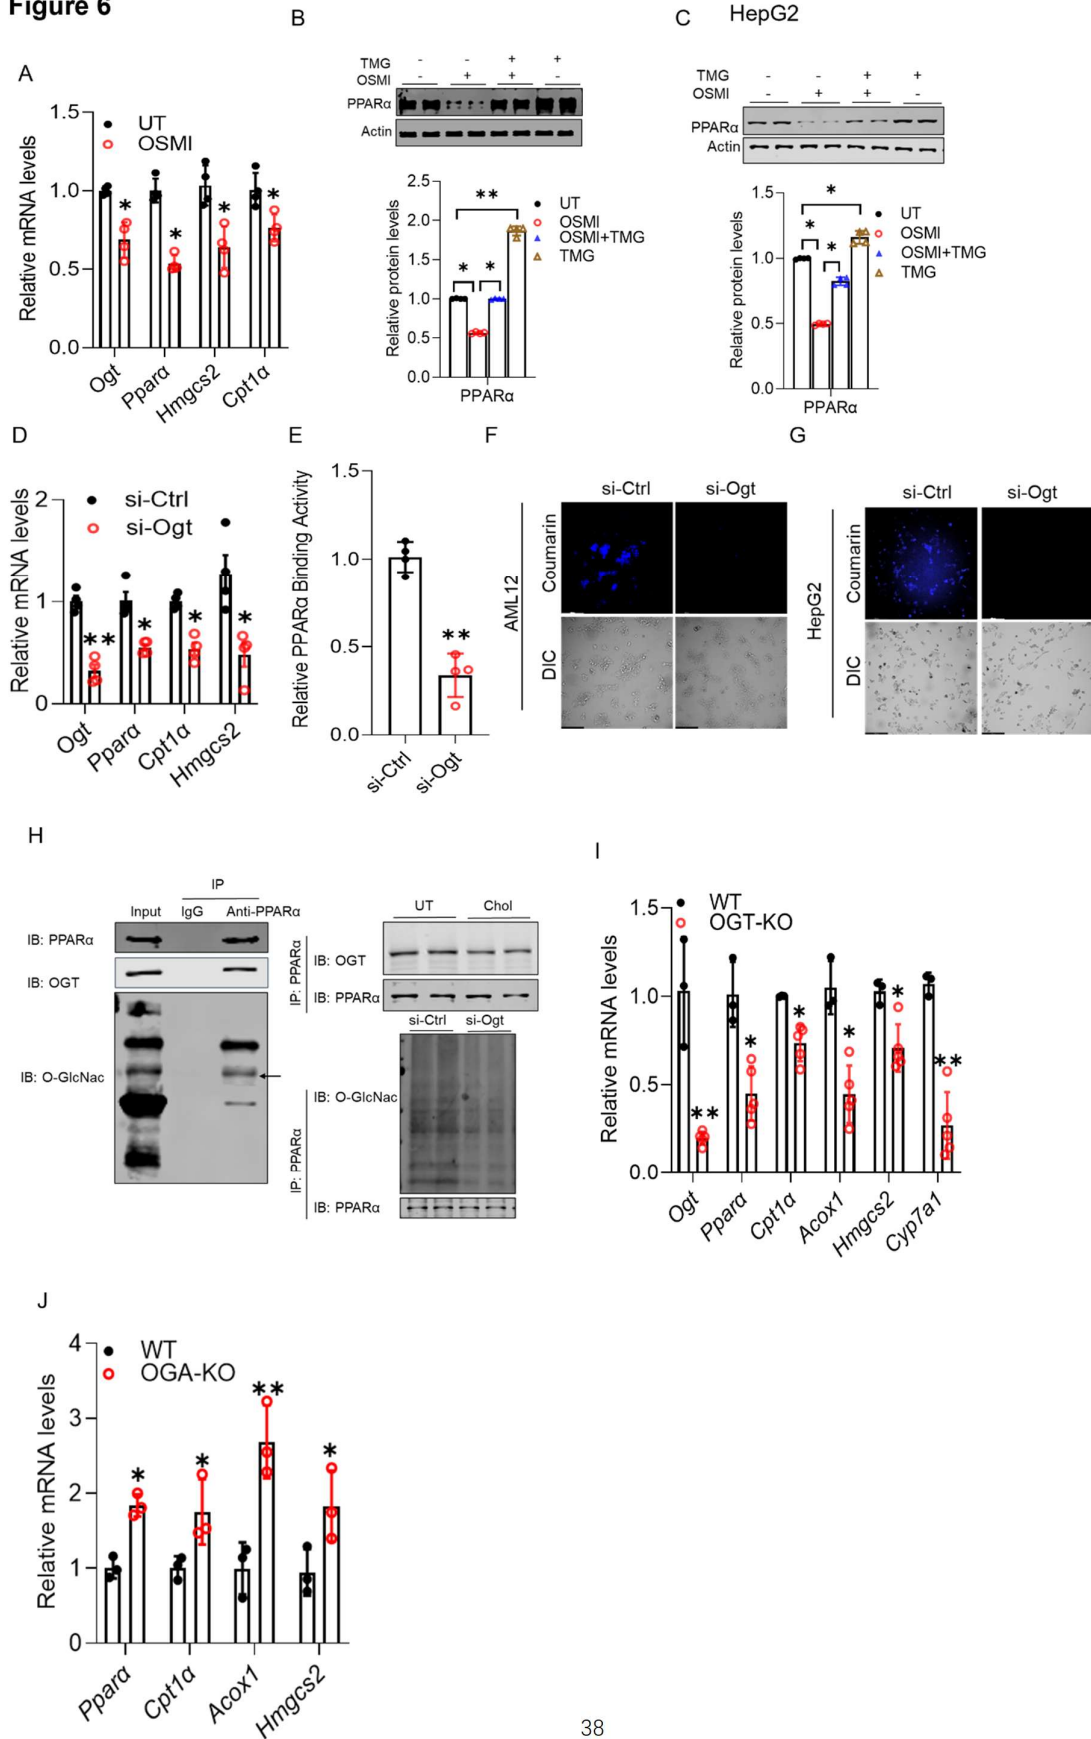 Figure 6
A
1.5
1.0
0.5
0.0
Relative mRNA levels
UT
OSMI
*
*
*
*
Ogt
Pparα
Hmgcs2
Cpt1α
B
TMG - - + +
OSMI - + + -
PPARα
Actin
2.5
2.0
1.5
1.0
0.5
0.0
Relative protein levels
**
*
*
UT
OSMI
OSMI+TMG
TMG
PPARα
C
HepG2
TMG - - + +
OSMI - + + -
PPARα
Actin
1.5
1.0
0.5
0.0
Relative protein levels
*
*
*
UT
OSMI
OSMI+TMG
TMG
PPARα
D
2
1
0
Relative mRNA levels
si-Ctrl
si-Ogt
**
*
*
*
Ogt
Pparα
Cpt1α
Hmgcs2
E
1.5
1.0
0.5
0.0
Relative PPARα Binding Activity
**
si-Ctrl
si-Ogt
F
si-Ctrl si-Ogt
AML12
Coumarin
DIC
G
si-Ctrl si-Ogt
HepG2
Coumarin
DIC
H
IP
Input IgG Anti-PPARα
IB: PPARα
IB: OGT
IB: O-GlcNac
UT Chol
IP: PPARα
IB: OGT
IB: PPARα
si-Ctrl si-Ogt
IP: PPARα
IB: O-GlcNac
IB: PPARα
I
1.5
1.0
0.5
0.0
Relative mRNA levels
WT
OGT-KO
**
*
*
*
*
**
Ogt
Pparα
Cpt1α
Acox1
Hmgcs2
Cyp7a1
J
4
3
2
1
0
Relative mRNA levels
WT
OGA-KO
*
*
**
*
Pparα
Cpt1α
Acox1
Hmgcs2
38